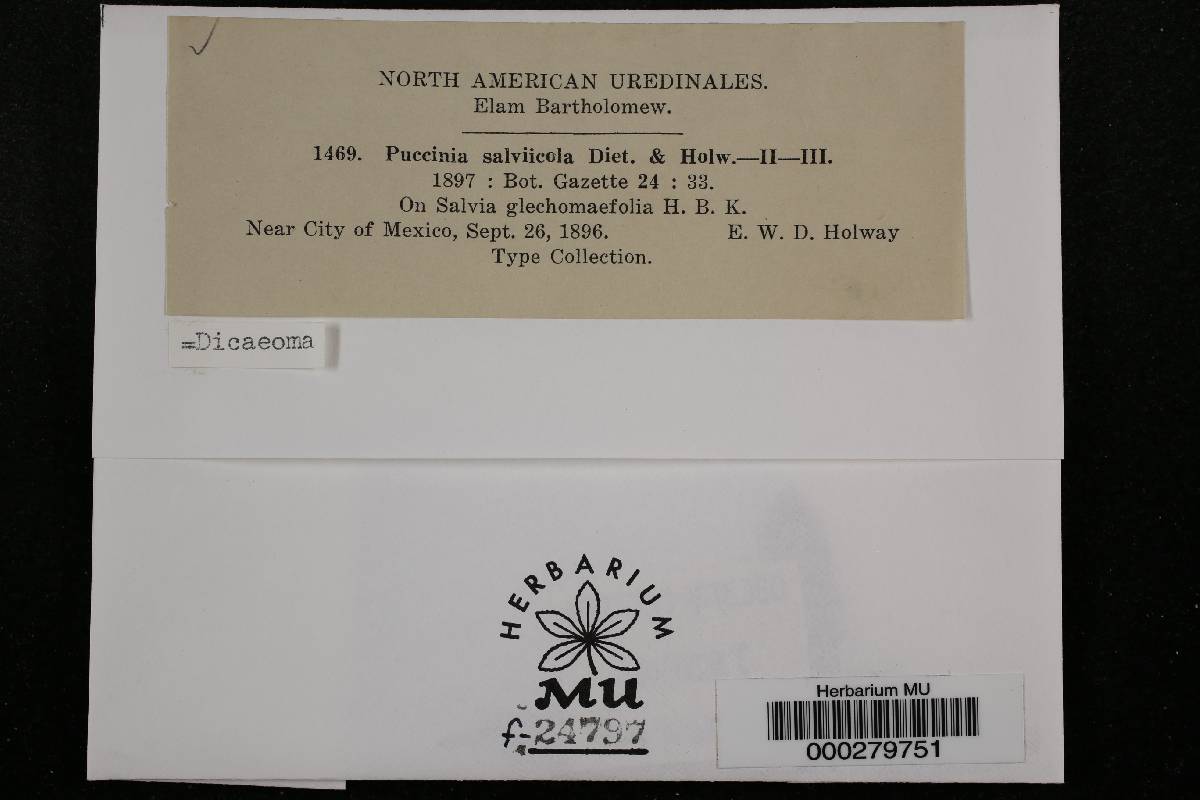 NORTH AMERICAN UREDINALES.
Elam Bartholomew.
1469. Puccinia salviicola Diet. & Holw.—II—III.
1897 : Bot. Gazette 24 : 33.
On Salvia glechomaefolia H. B. K.
Near City of Mexico, Sept. 26, 1896. E. W. D. Holway
Type Collection.
=Dicaeoma
HERBARIUM
MU
f-24797
Herbarium MU
000279751